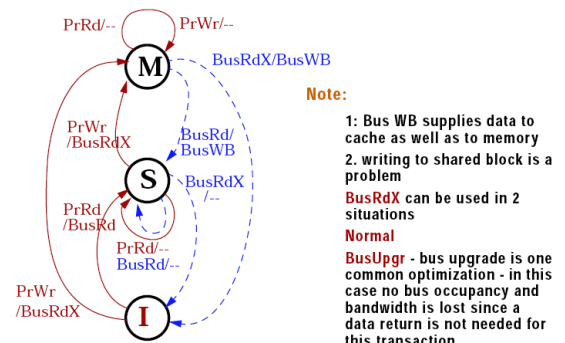 PrRd/--
PrWr/--
M
BusRdX/BusWB
Note:
1: Bus WB supplies data to
cache as well as to memory
2. writing to shared block is a
problem
BusRdX can be used in 2
situations
Normal
BusUpgr - bus upgrade is one
common optimization - in this
case no bus occupancy and
bandwidth is lost since a
data return is not needed for
this transaction
PrWr
/BusRdX
BusRd/
BusWB
S
BusRdX
/--
PrRd
/BusRd
PrRd/--
BusRd/--
PrWr
/BusRdX
I